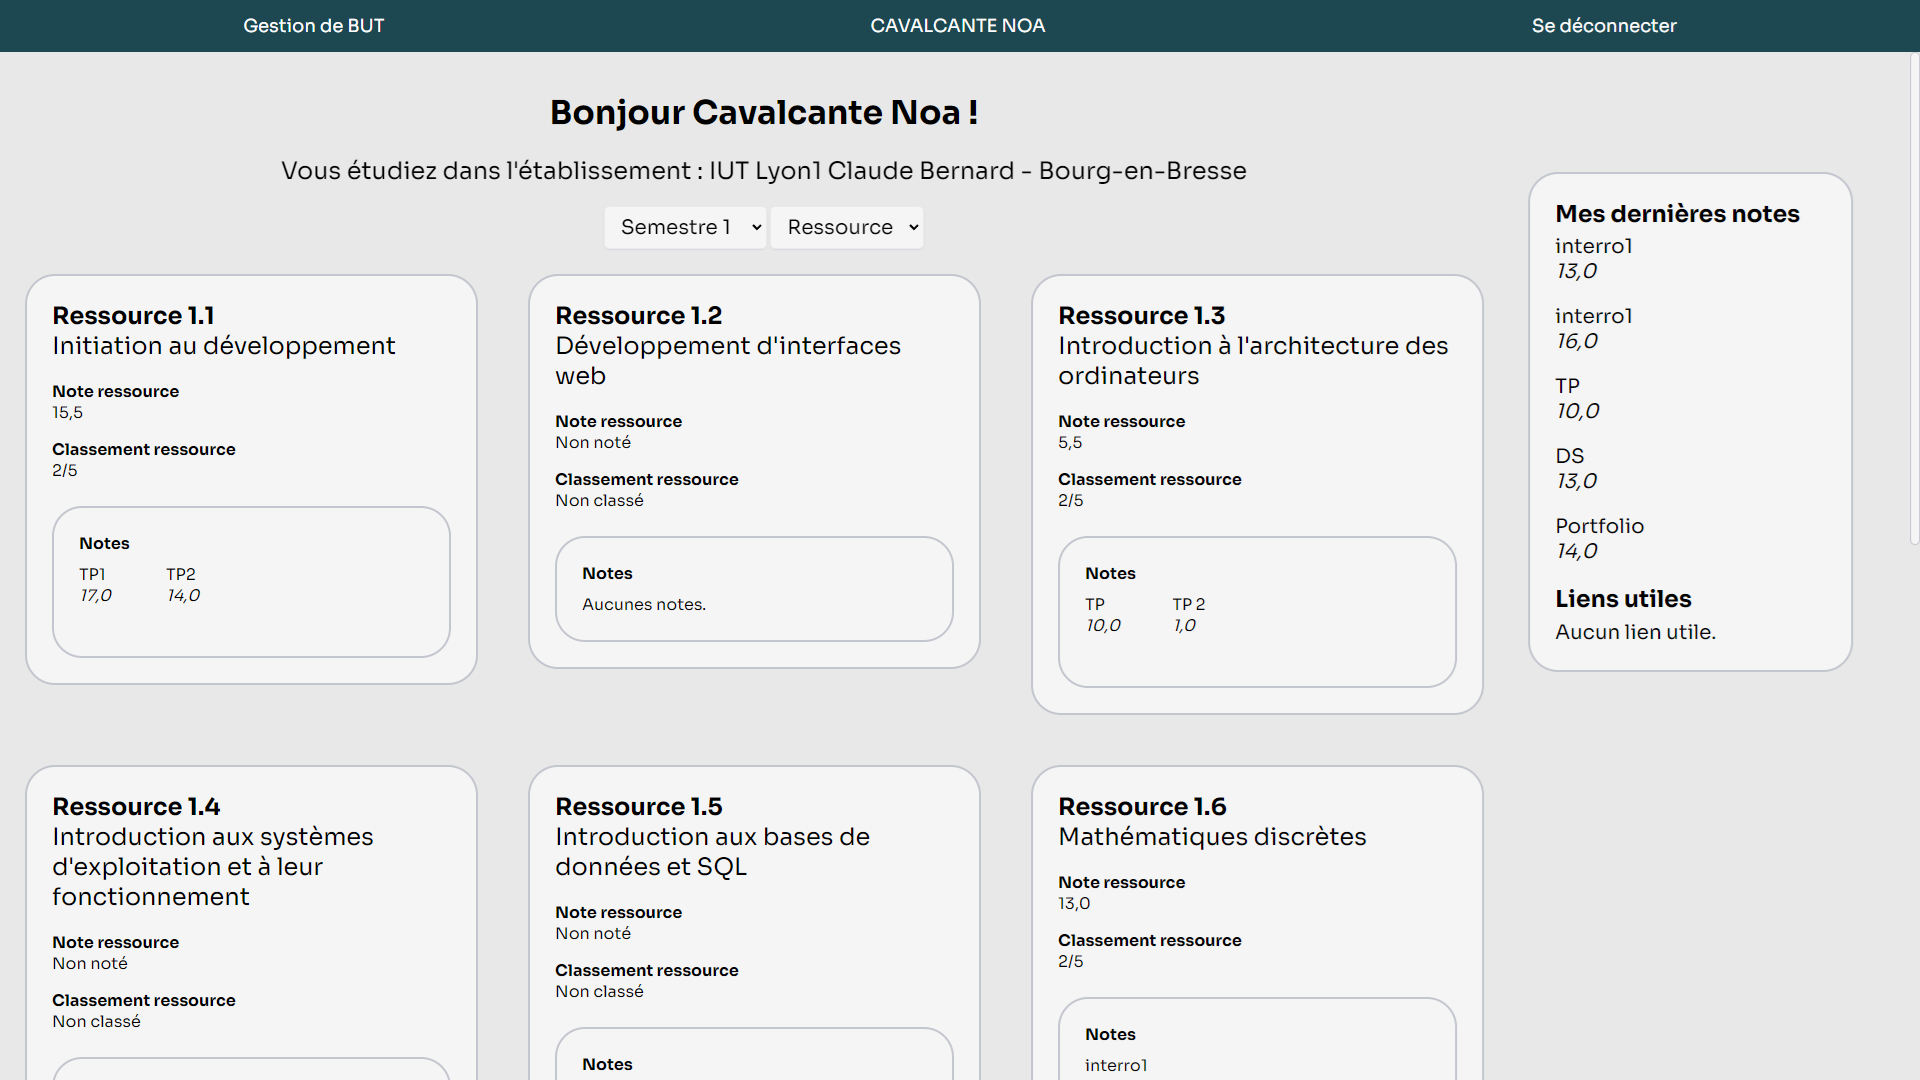 Gestion de BUT
CAVALCANTE NOA
Se déconnecter
Bonjour Cavalcante Noa !
Vous étudiez dans l'établissement : IUT Lyon1 Claude Bernard - Bourg-en-Bresse
Semestre 1
Ressource
Ressource 1.1
Initiation au développement
Note ressource
15,5
Classement ressource
2/5
Notes
TP1 TP2
17,0 14,0
Ressource 1.2
Développement d'interfaces
web
Note ressource
Non noté
Classement ressource
Non classé
Notes
Aucunes notes.
Ressource 1.3
Introduction à l'architecture des
ordinateurs
Note ressource
5,5
Classement ressource
2/5
Notes
TP TP 2
10,0 1,0
Mes dernières notes
interro1
13,0
interro1
16,0
TP
10,0
DS
13,0
Portfolio
14,0
Liens utiles
Aucun lien utile.
Ressource 1.4
Introduction aux systèmes
d'exploitation et à leur
fonctionnement
Note ressource
Non noté
Classement ressource
Non classé
Ressource 1.5
Introduction aux bases de
données et SQL
Note ressource
Non noté
Classement ressource
Non classé
Notes
Ressource 1.6
Mathématiques discrètes
Note ressource
13,0
Classement ressource
2/5
Notes
interro1